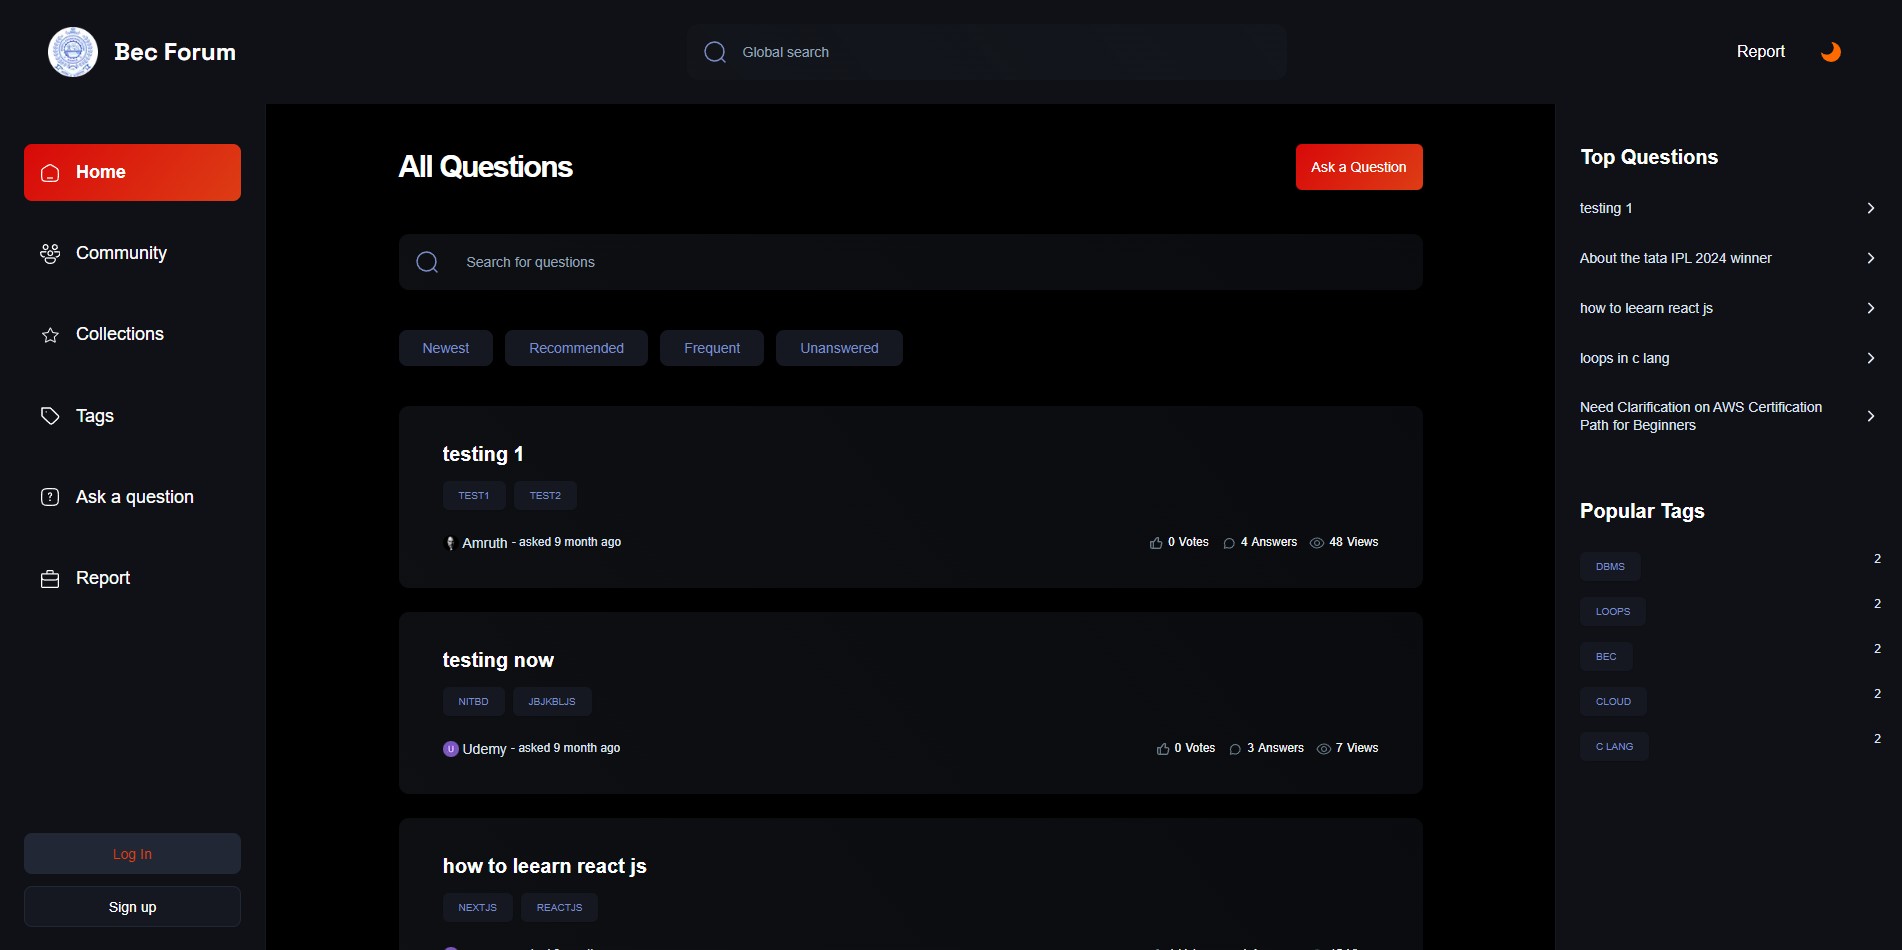 Bec Forum
Global search
Report
Home
Community
Collections
Tags
Ask a question
Report
Log In
Sign up
All Questions
Ask a Question
Search for questions
Newest Recommended Frequent Unanswered
testing 1
TEST1 TEST2
Amruth - asked 9 month ago 0 Votes 4 Answers 48 Views
testing now
NITBD JBJKBLJS
U Udemy - asked 9 month ago 0 Votes 3 Answers 7 Views
how to leearn react js
NEXTJS REACTJS
Top Questions
testing 1
About the tata IPL 2024 winner
how to leearn react js
loops in c lang
Need Clarification on AWS Certification
Path for Beginners
Popular Tags
DBMS 2
LOOPS 2
BEC 2
CLOUD 2
C LANG 2